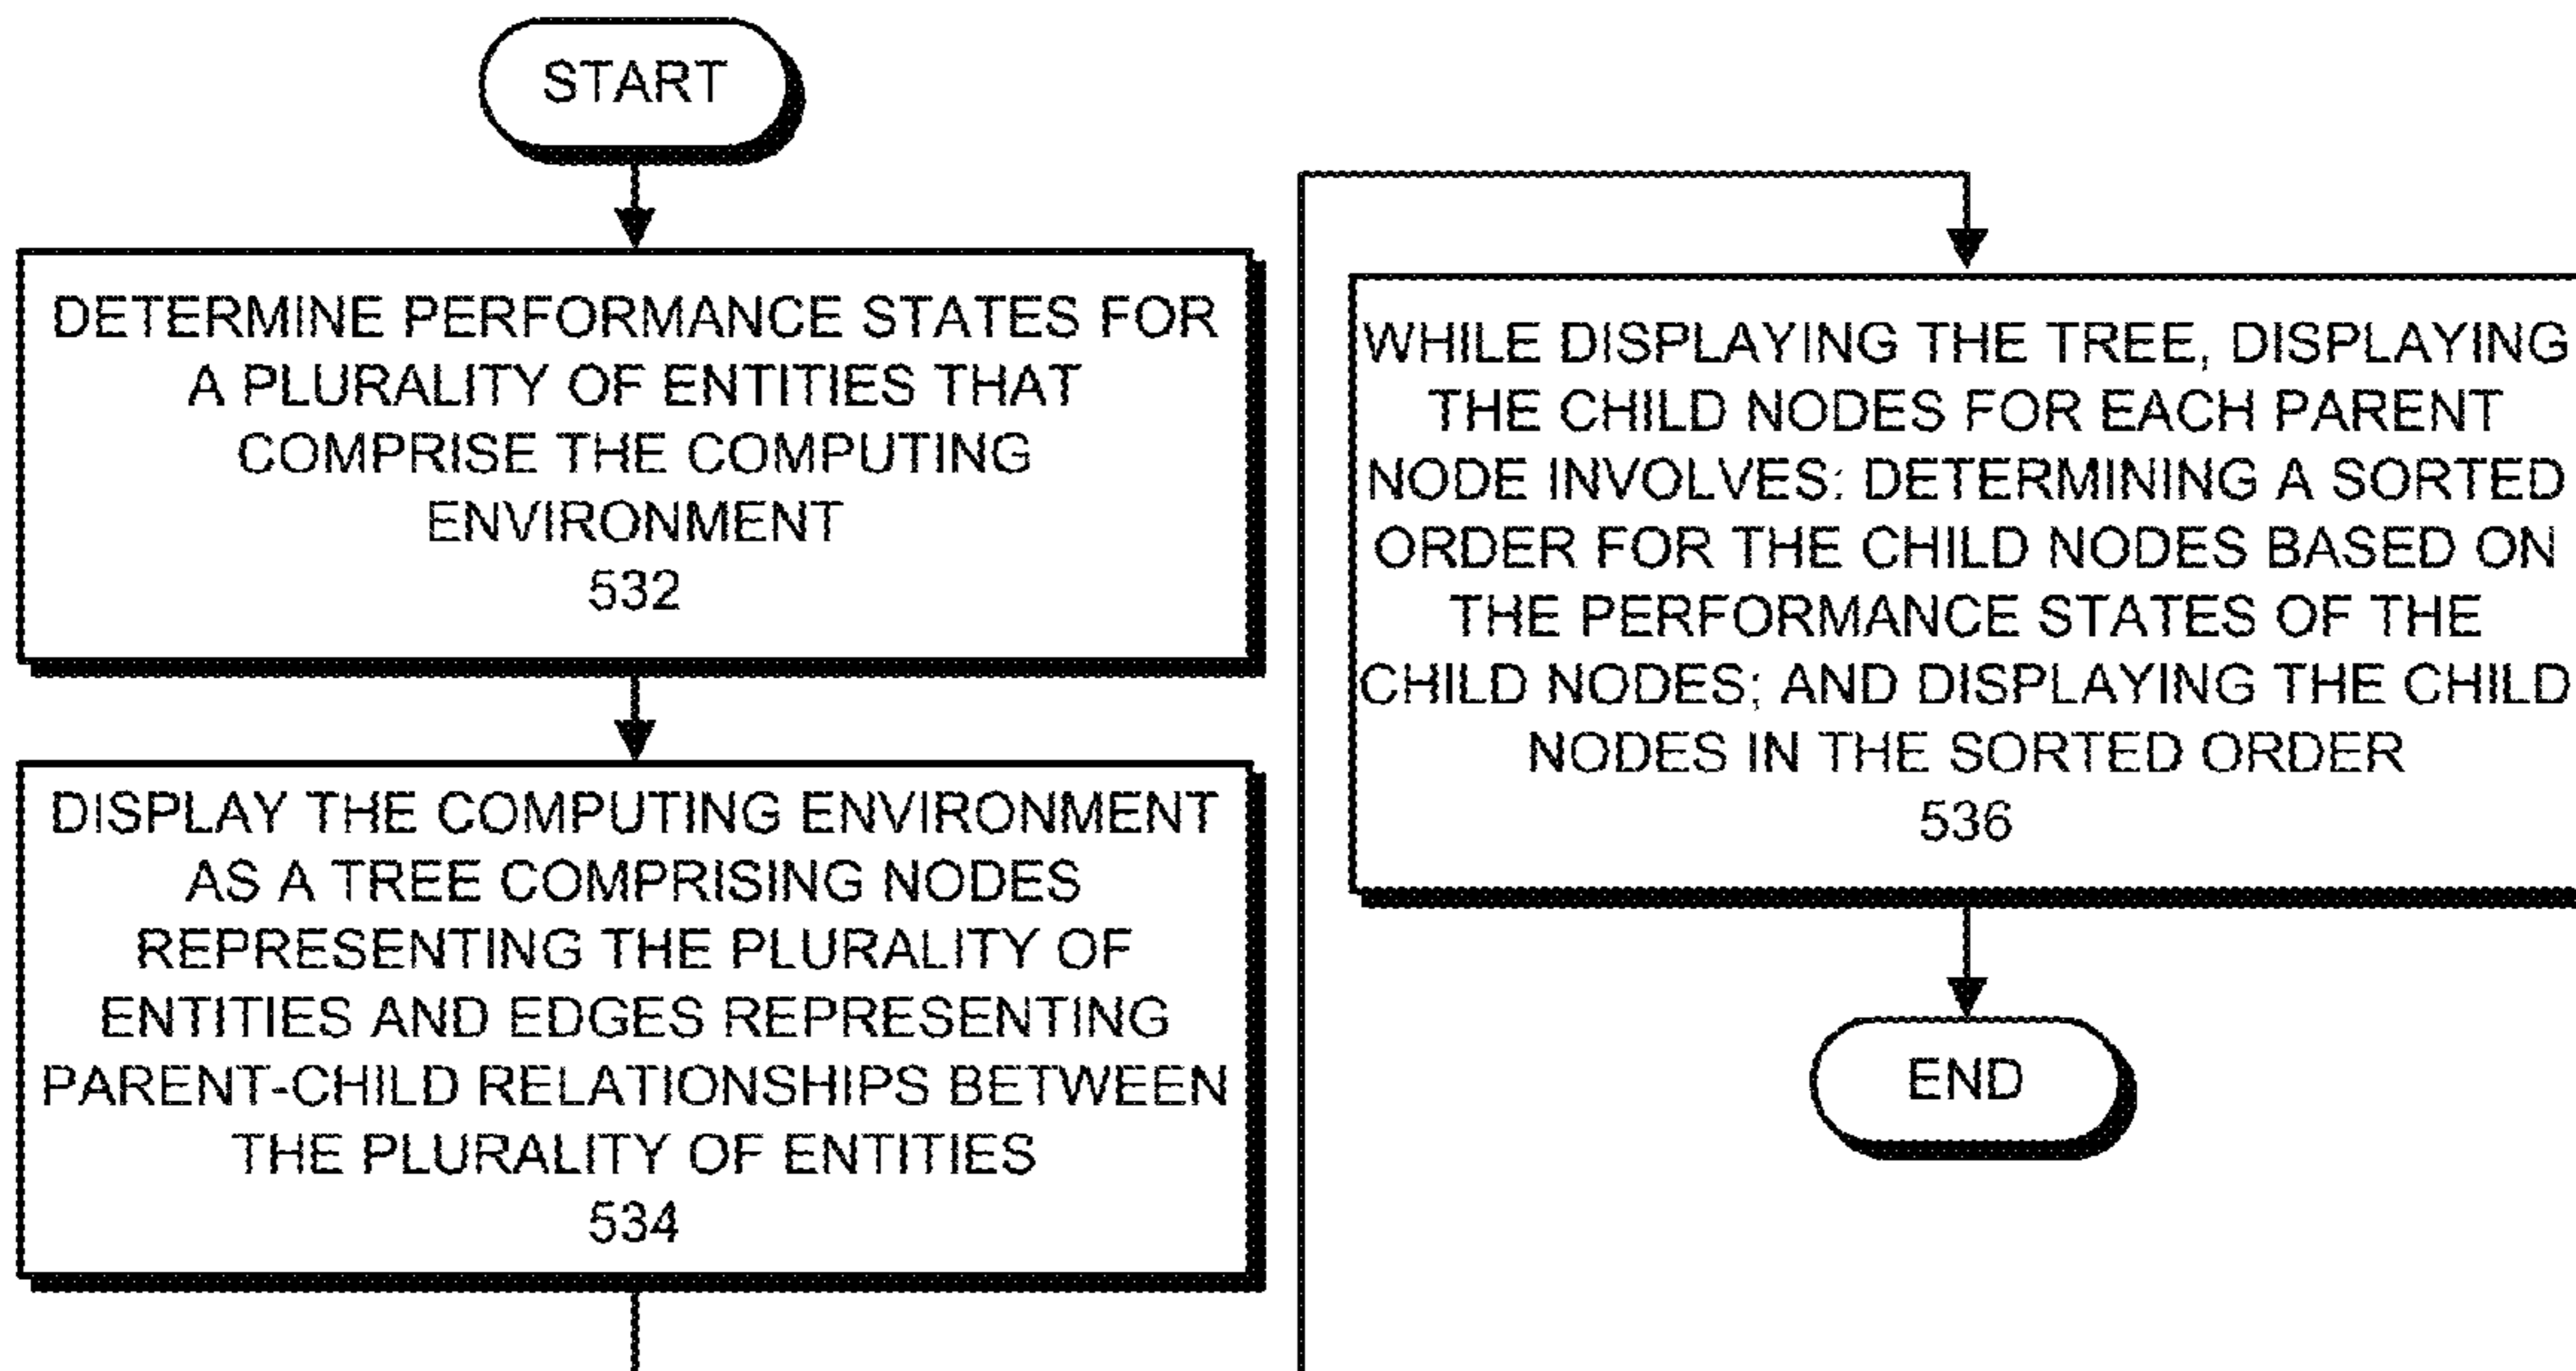 START
DETERMINE PERFORMANCE STATES FOR
A PLURALITY OF ENTITIES THAT
COMPRISE THE COMPUTING
ENVIRONMENT
532
DISPLAY THE COMPUTING ENVIRONMENT
AS A TREE COMPRISING NODES
REPRESENTING THE PLURALITY OF
ENTITIES AND EDGES REPRESENTING
PARENT-CHILD RELATIONSHIPS BETWEEN
THE PLURALITY OF ENTITIES
534
WHILE DISPLAYING THE TREE, DISPLAYING
THE CHILD NODES FOR EACH PARENT
NODE INVOLVES: DETERMINING A SORTED
ORDER FOR THE CHILD NODES BASED ON
THE PERFORMANCE STATES OF THE
CHILD NODES; AND DISPLAYING THE CHILD
NODES IN THE SORTED ORDER
536
END